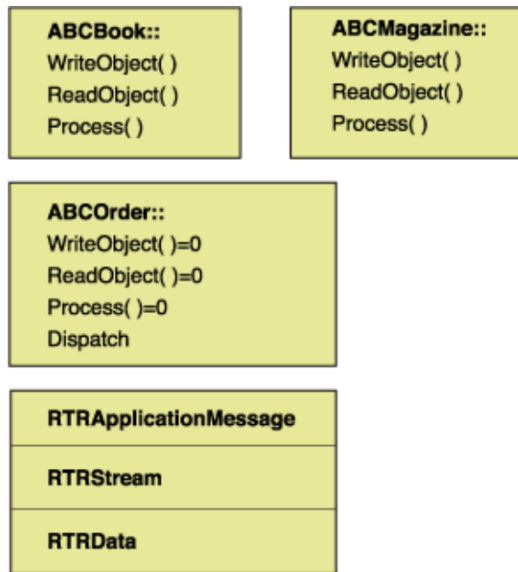 ABCBook::
WriteObject( )
ReadObject( )
Process( )
ABCMagazine::
WriteObject( )
ReadObject( )
Process( )
ABCOrder::
WriteObject( )=0
ReadObject( )=0
Process( )=0
Dispatch
RTRApplicationMessage
RTRStream
RTRData